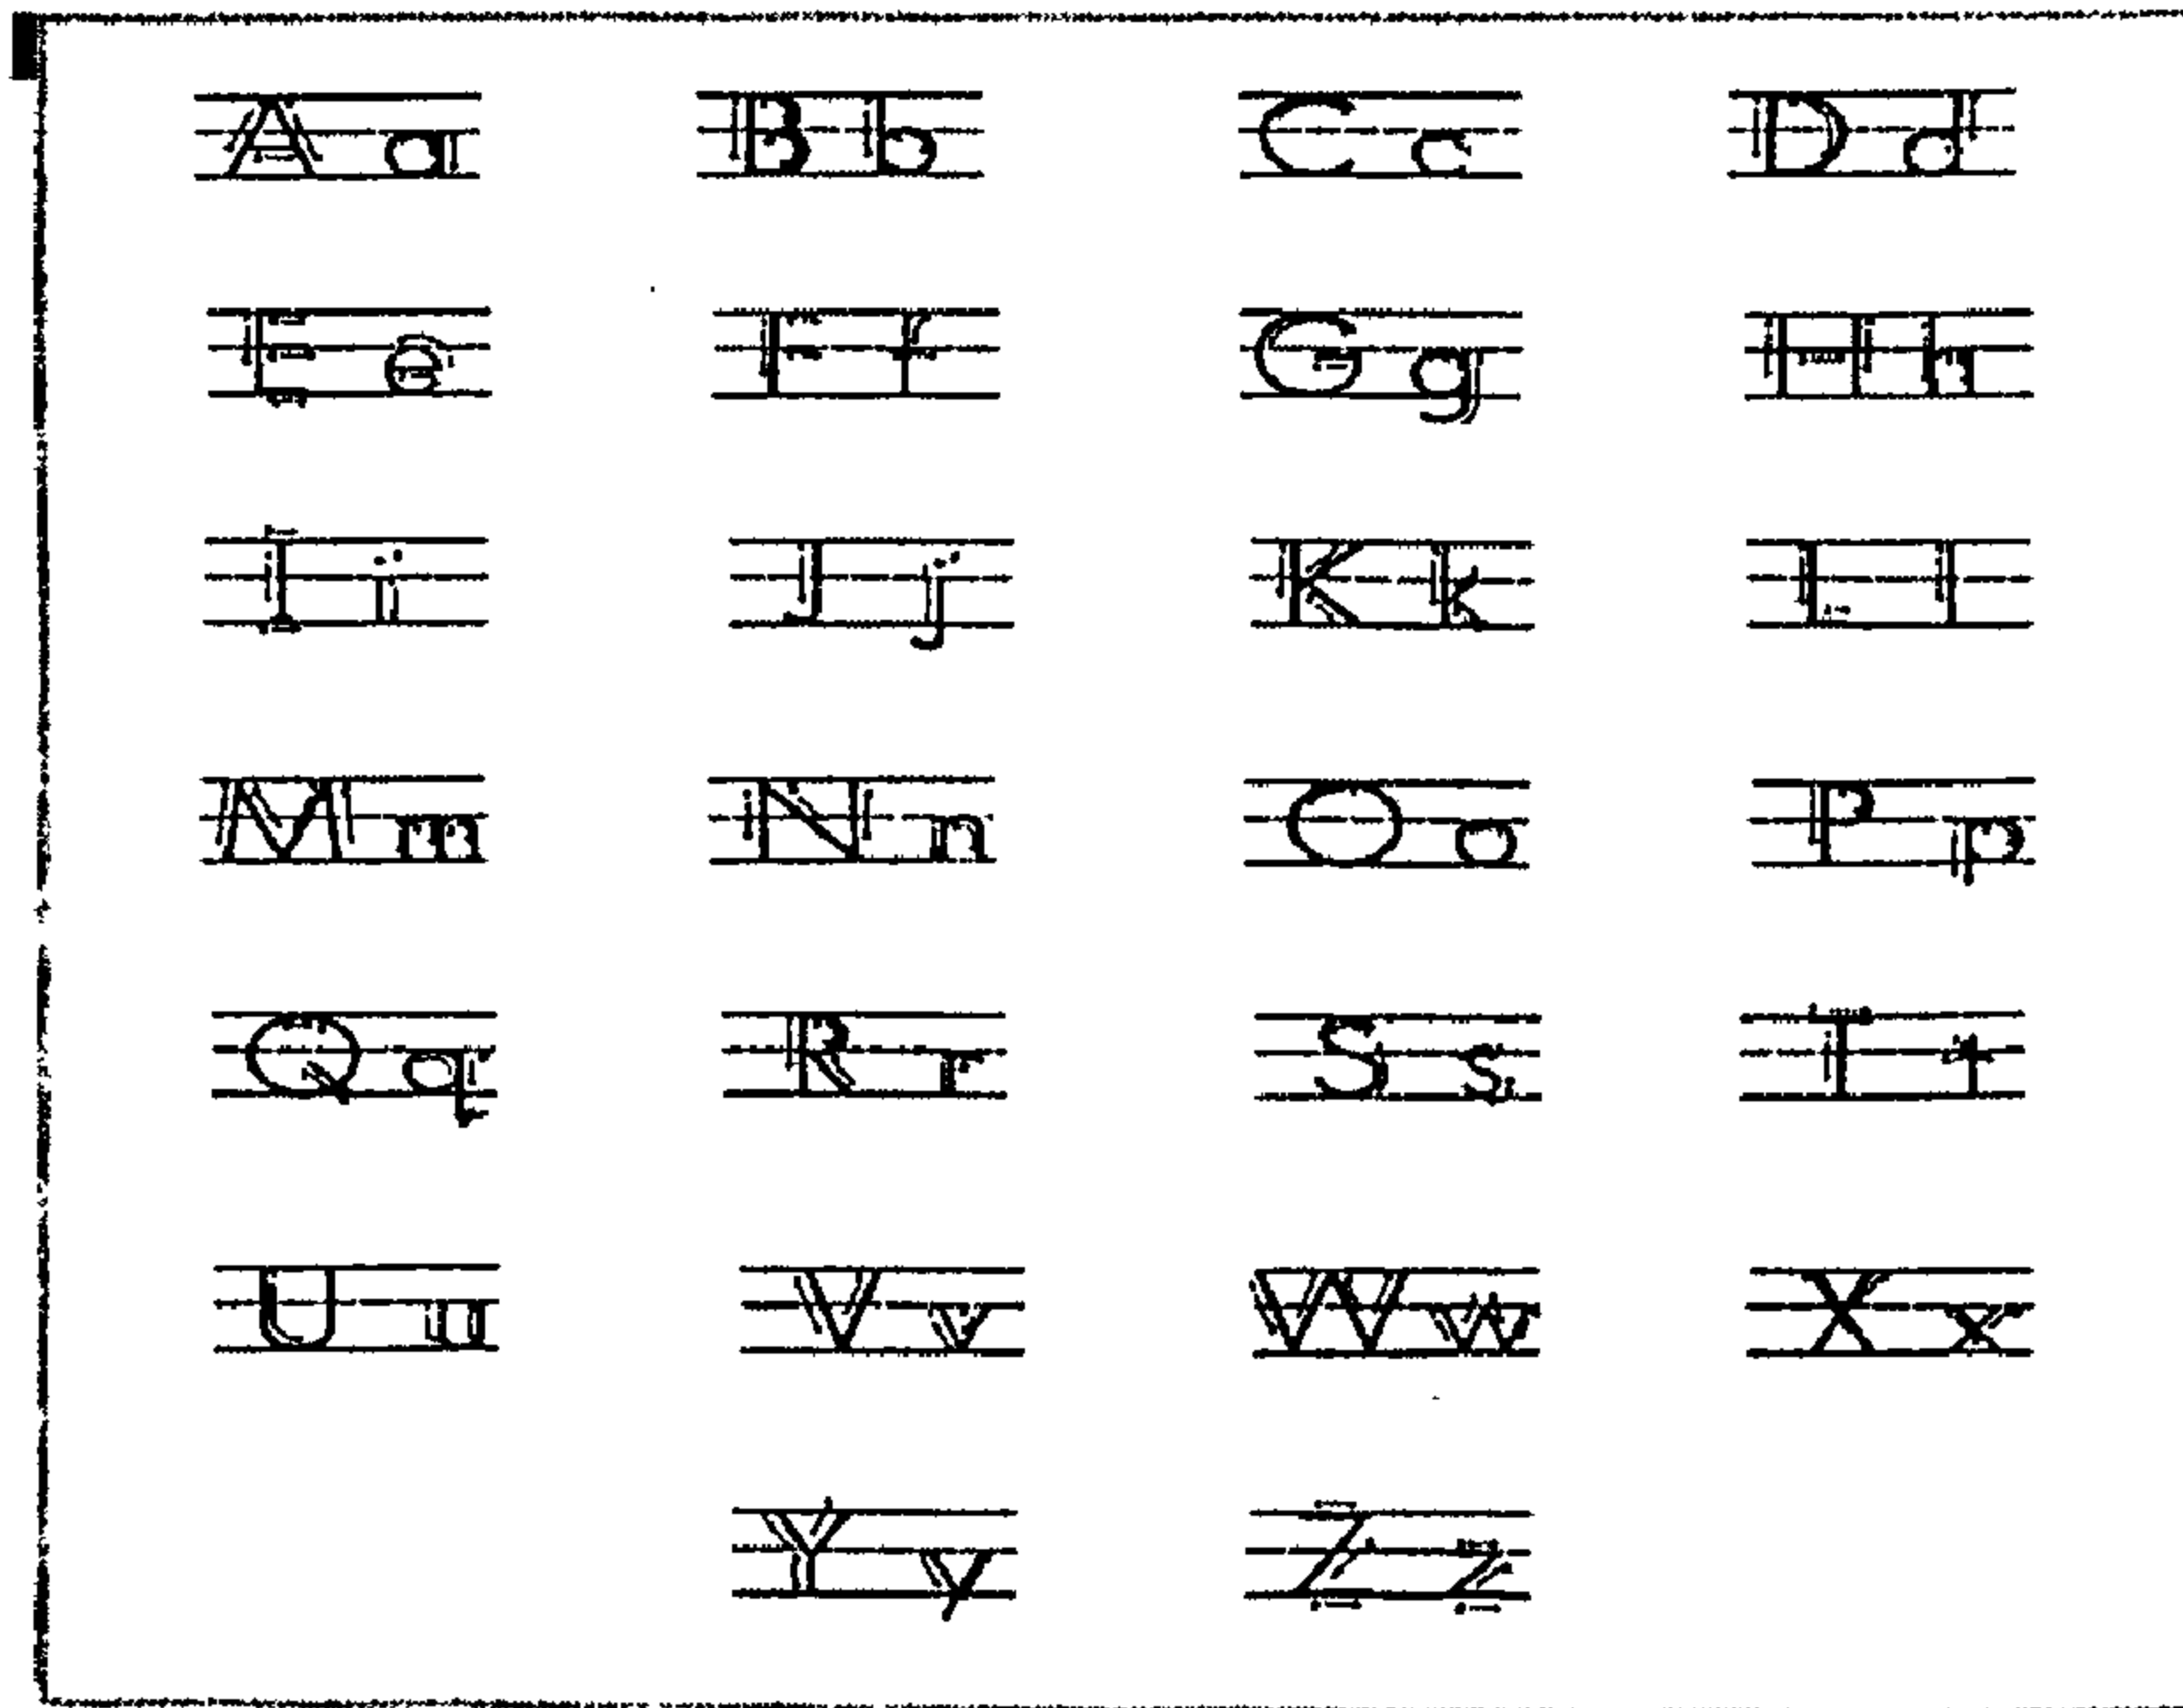 Aa Bb Cc Dd
Ee Ff Gg Hh
Ii Jj Kk Ll
Mm Nn Oo Pp
Qq Rr Ss Tt
Uu Vv Ww Xx
Yy Zz